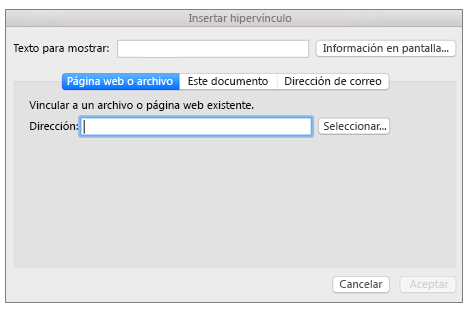 Insertar hipervínculo
Texto para mostrar: Información en pantalla...
Página web o archivo Este documento Dirección de correo
Vincular a un archivo o página web existente.
Dirección: Seleccionar...
Cancelar Aceptar